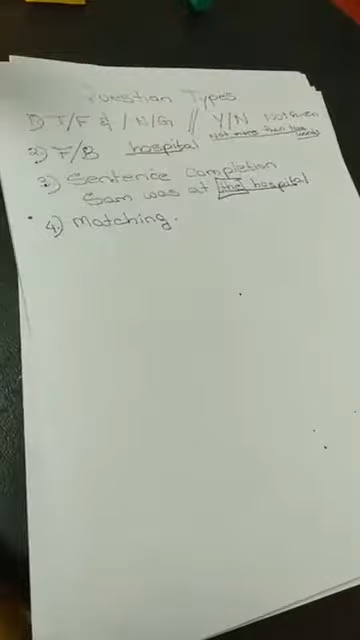 Question Types
1) T/F & / N/G // Y/N Not Given
Not more than two words
2) F/B hospital
3) Sentence Completion
Sam was at the hospital
4.) Matching.